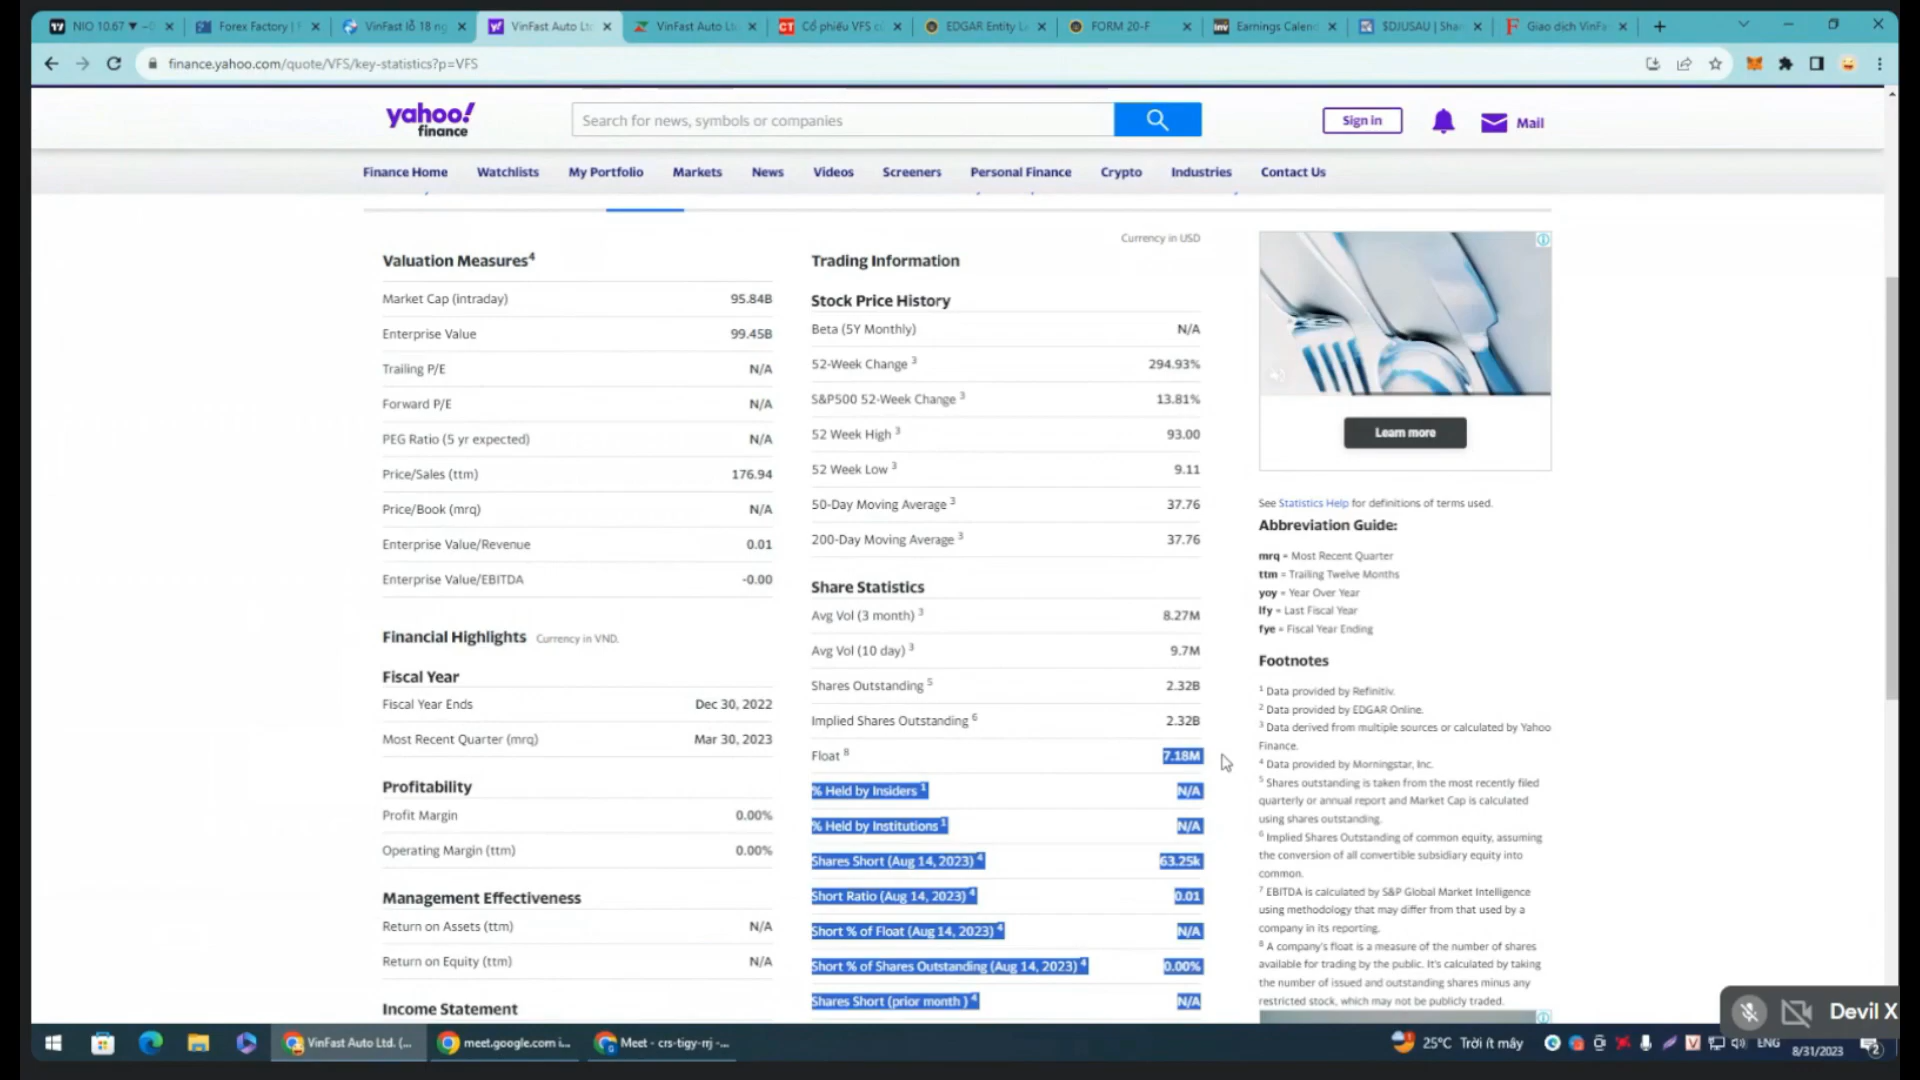 NIO 10.67 ▼ −0
Forex Factory |
VinFast lỗ 18 ng
VinFast Auto Lt
VinFast Auto Lt
Cổ phiếu VFS c
EDGAR Entity L
FORM 20-F
Earnings Calend
$DJUSAU | Sha
Giao dịch VinFa
finance.yahoo.com/quote/VFS/key-statistics?p=VFS
yahoo!
finance
Search for news, symbols or companies
Sign in
Mail
Finance Home
Watchlists
My Portfolio
Markets
News
Videos
Screeners
Personal Finance
Crypto
Industries
Contact Us
Currency in USD
Valuation Measures4
Market Cap (intraday) 95.84B
Enterprise Value 99.45B
Trailing P/E N/A
Forward P/E N/A
PEG Ratio (5 yr expected) N/A
Price/Sales (ttm) 176.94
Price/Book (mrq) N/A
Enterprise Value/Revenue 0.01
Enterprise Value/EBITDA -0.00
Financial Highlights Currency in VND.
Fiscal Year
Fiscal Year Ends Dec 30, 2022
Most Recent Quarter (mrq) Mar 30, 2023
Profitability
Profit Margin 0.00%
Operating Margin (ttm) 0.00%
Management Effectiveness
Return on Assets (ttm) N/A
Return on Equity (ttm) N/A
Income Statement
Trading Information
Stock Price History
Beta (5Y Monthly) N/A
52-Week Change 3 294.93%
S&P500 52-Week Change 3 13.81%
52 Week High 3 93.00
52 Week Low 3 9.11
50-Day Moving Average 3 37.76
200-Day Moving Average 3 37.76
Share Statistics
Avg Vol (3 month) 3 8.27M
Avg Vol (10 day) 3 9.7M
Shares Outstanding 5 2.32B
Implied Shares Outstanding 6 2.32B
Float 8 7.18M
% Held by Insiders 1 N/A
% Held by Institutions 1 N/A
Shares Short (Aug 14, 2023) 4 63.25k
Short Ratio (Aug 14, 2023) 4 0.01
Short % of Float (Aug 14, 2023) 4 N/A
Short % of Shares Outstanding (Aug 14, 2023) 4 0.00%
Shares Short (prior month ) 4 N/A
Learn more
See Statistics Help for definitions of terms used.
Abbreviation Guide:
mrq = Most Recent Quarter
ttm = Trailing Twelve Months
yoy = Year Over Year
lfy = Last Fiscal Year
fye = Fiscal Year Ending
Footnotes
1 Data provided by Refinitiv.
2 Data provided by EDGAR Online.
3 Data derived from multiple sources or calculated by Yahoo
Finance.
4 Data provided by Morningstar, Inc.
5 Shares outstanding is taken from the most recently filed
quarterly or annual report and Market Cap is calculated
using shares outstanding.
6 Implied Shares Outstanding of common equity, assuming
the conversion of all convertible subsidiary equity into
common.
7 EBITDA is calculated by S&P Global Market Intelligence
using methodology that may differ from that used by a
company in its reporting.
8 A company's float is a measure of the number of shares
available for trading by the public. It's calculated by taking
the number of issued and outstanding shares minus any
restricted stock, which may not be publicly traded.
Devil X
VinFast Auto Ltd. (...
meet.google.com i...
Meet - crs-tigy-rrj -...
25°C Trời ít mây
ENG
8/31/2023
2